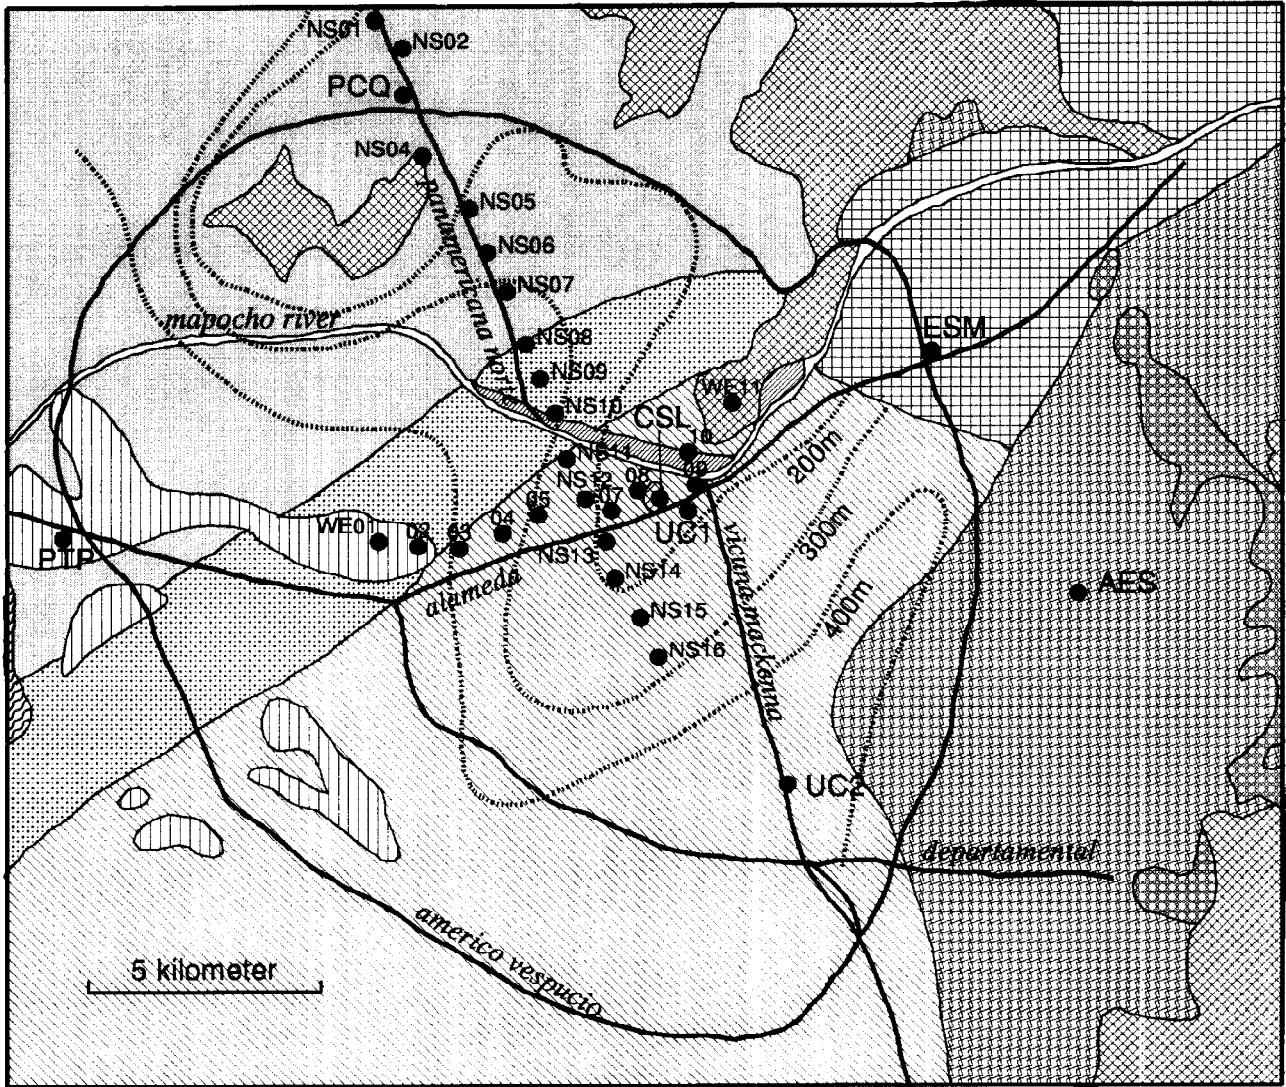 NS01
NS02
PCQ
NS04
NS05
NS06
NS07
panamericana norte
mapocho river
NS08
NS09
NS10
WE11
CSL
ESM
10
NS11
09
200m
NS12
08
07
05
04
UC1
300m
WE01
02
03
PTP
NS13
NS14
alameda
vicuna mackenna
AES
400m
NS15
NS16
UC2
departamental
americo vespucio
5 kilometer